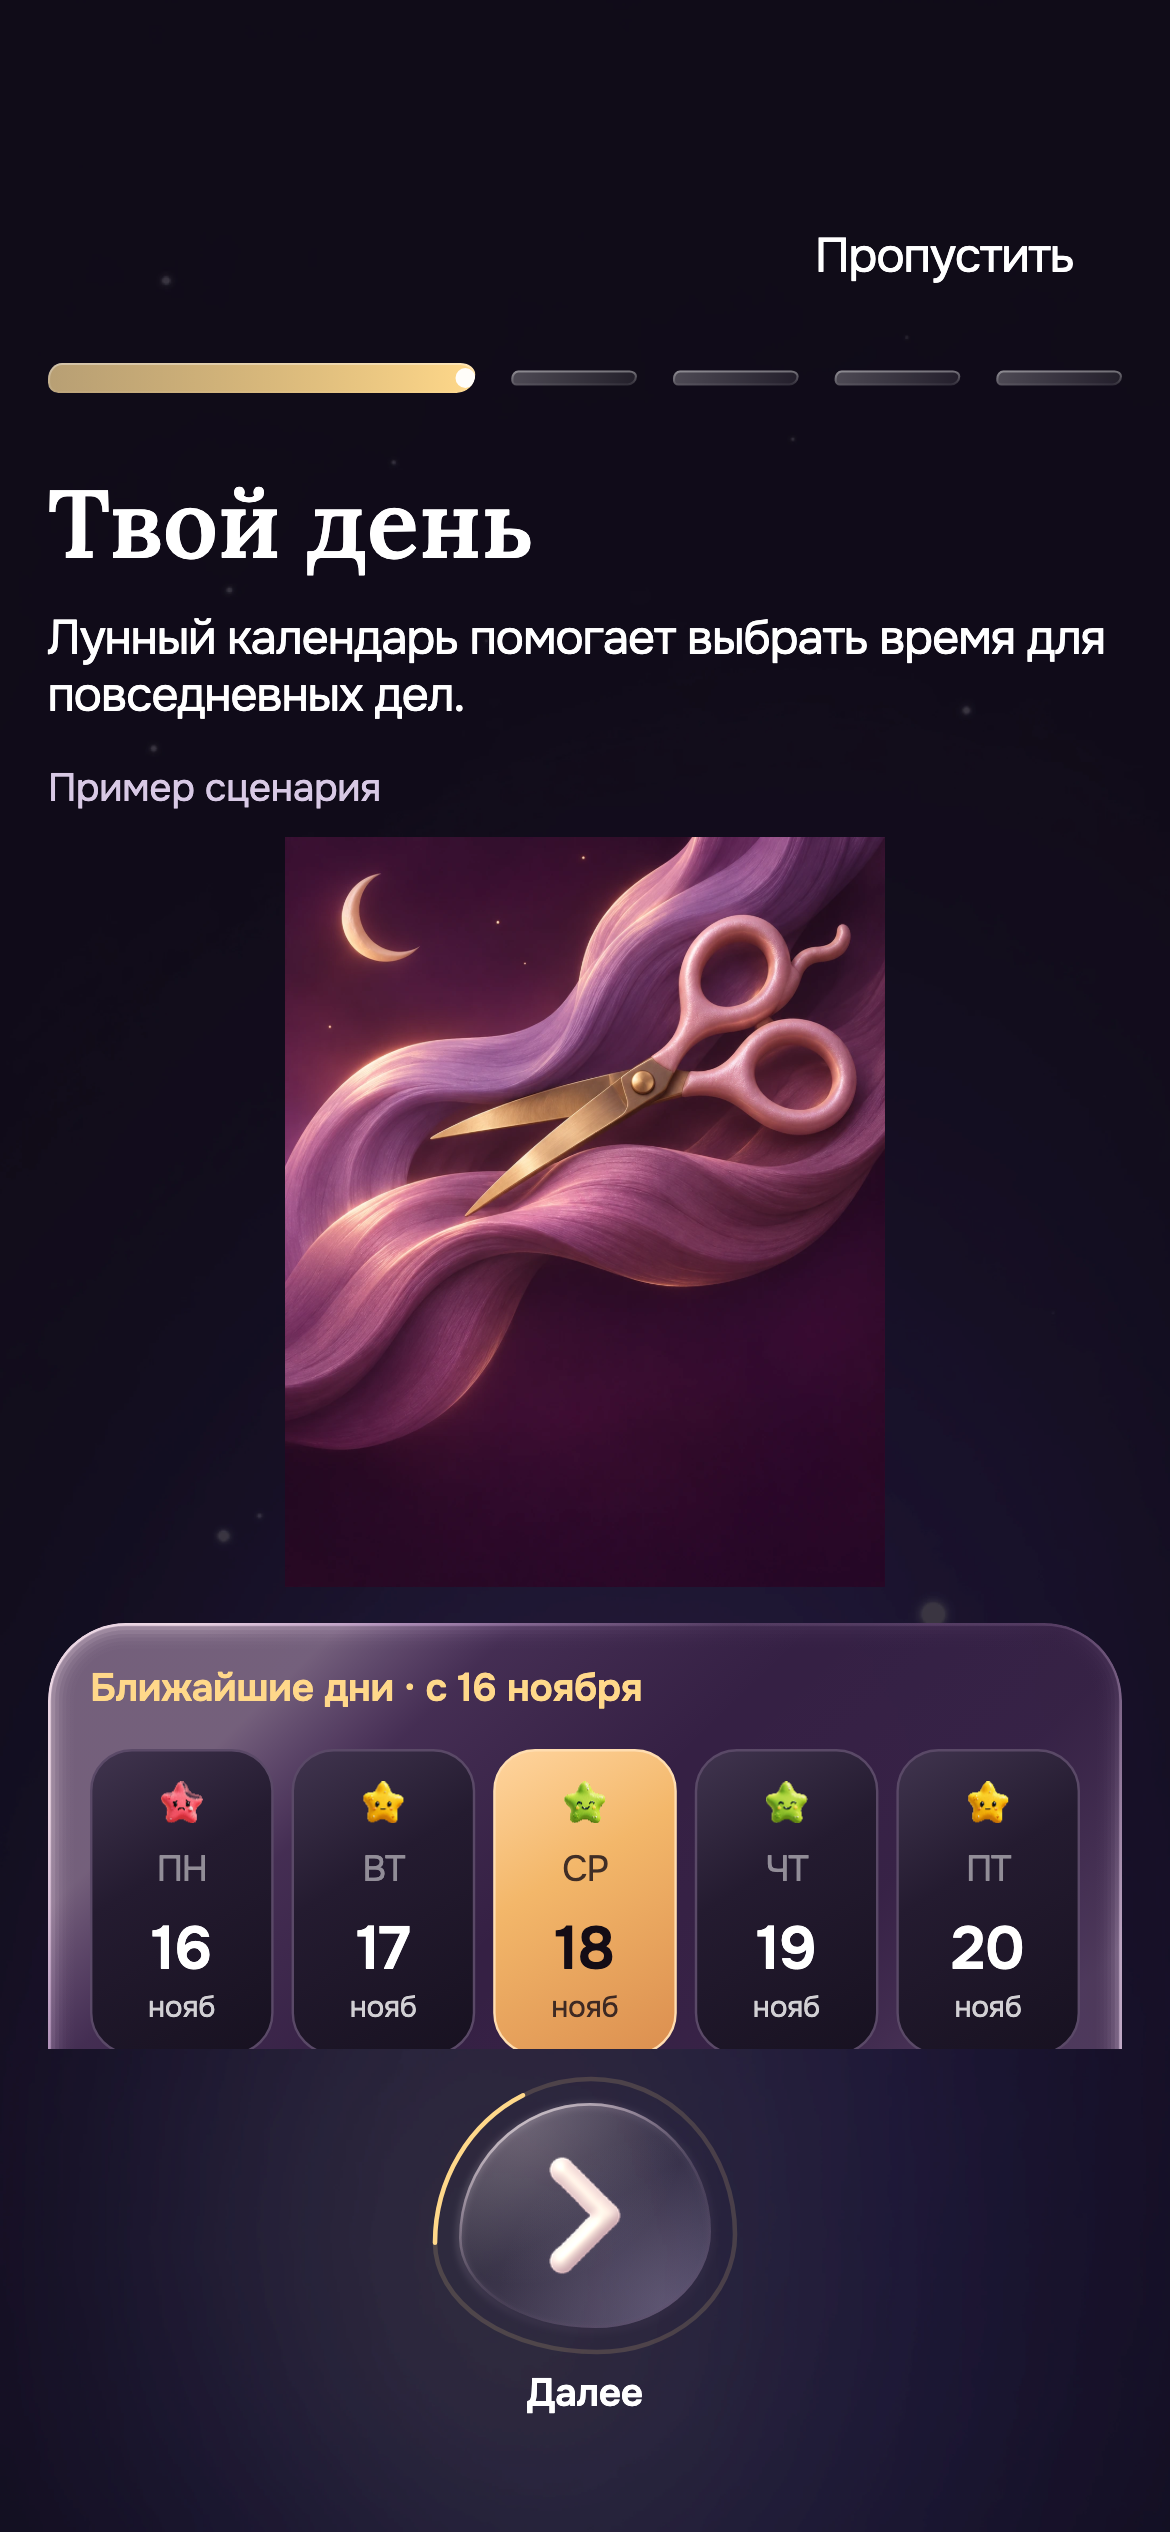 Пропустить
Твой день
Лунный календарь помогает выбрать время для
повседневных дел.
Пример сценария
Ближайшие дни · с 16 ноября
ПН ВТ СР ЧТ ПТ
16 17 18 19 20
нояб нояб нояб нояб нояб
Далее